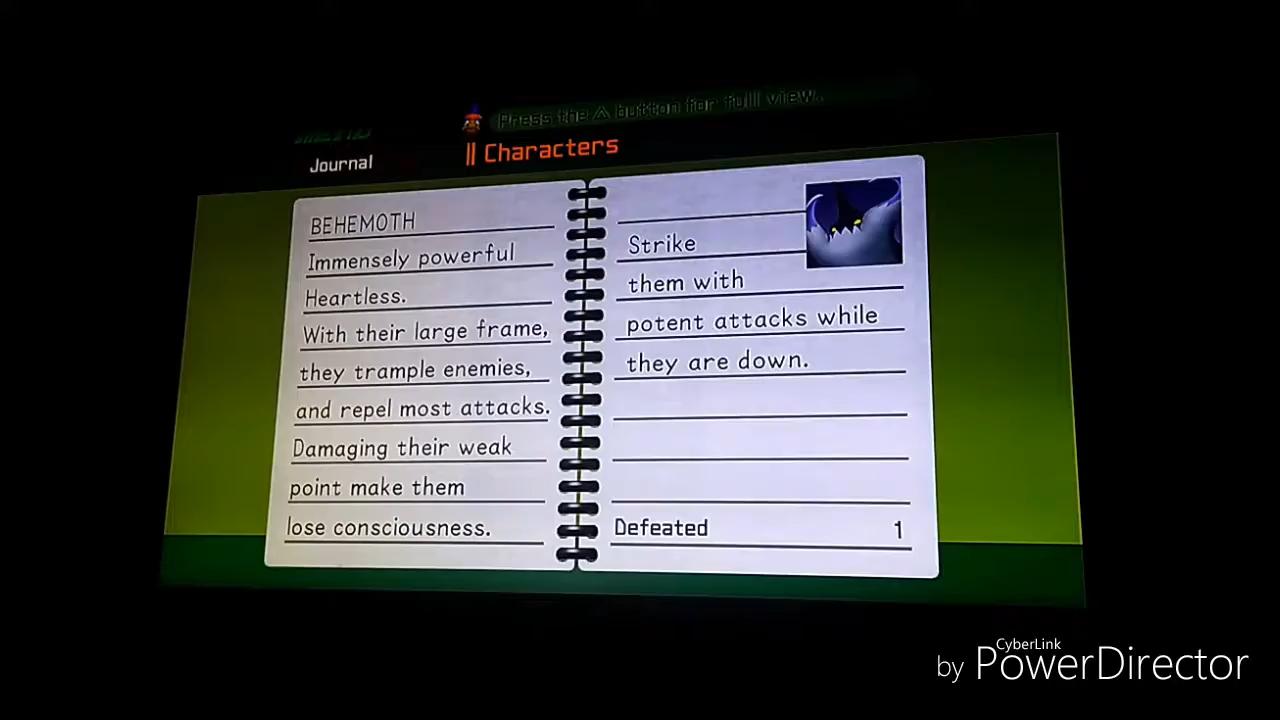 Press the △ button for full view.
Journal
Characters
BEHEMOTH
Immensely powerful
Heartless.
With their large frame,
they trample enemies,
and repel most attacks.
Damaging their weak
point make them
lose consciousness.
Strike
them with
potent attacks while
they are down.
Defeated 1
CyberLink
by PowerDirector